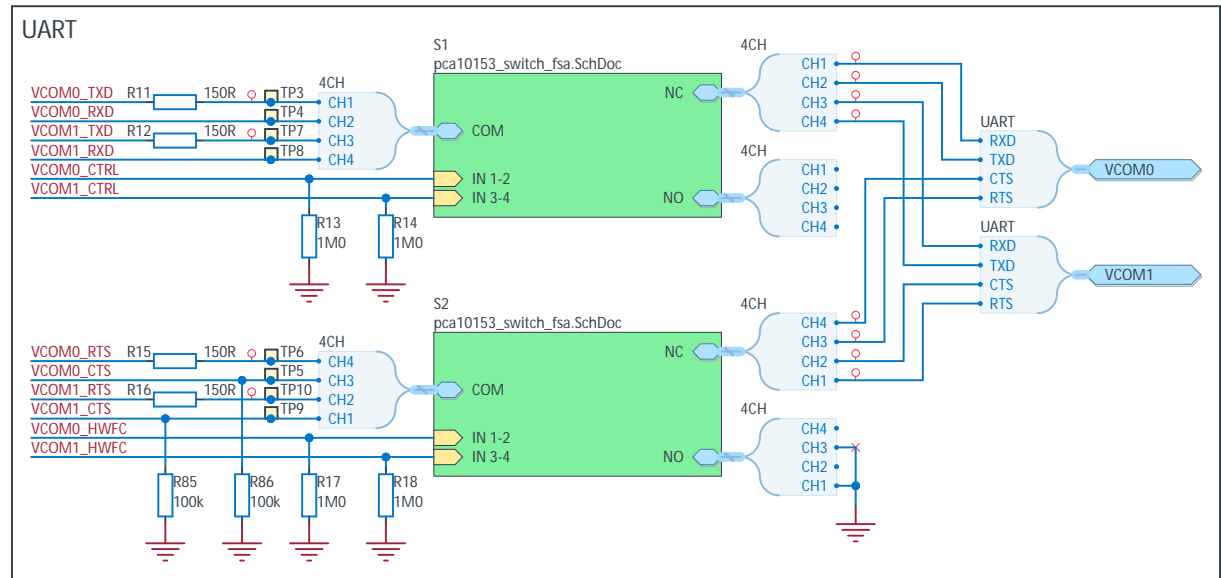 UART
S1
pca10153_switch_fsa.SchDoc
VCOM0_TXD R11 150R TP3
VCOM0_RXD TP4
VCOM1_TXD R12 150R TP7
VCOM1_RXD TP8
VCOM0_CTRL
VCOM1_CTRL
4CH
CH1
CH2
CH3
CH4
COM
IN 1-2
IN 3-4
NC
NO
R13
1M0
R14
1M0
4CH
CH1
CH2
CH3
CH4
4CH
CH1
CH2
CH3
CH4
UART
RXD
TXD
CTS
RTS
VCOM0
UART
RXD
TXD
CTS
RTS
VCOM1
S2
pca10153_switch_fsa.SchDoc
VCOM0_RTS R15 150R TP6
VCOM0_CTS TP5
VCOM1_RTS R16 150R TP10
VCOM1_CTS TP9
VCOM0_HWFC
VCOM1_HWFC
4CH
CH4
CH3
CH2
CH1
COM
IN 1-2
IN 3-4
NC
NO
R85
100k
R86
100k
R17
1M0
R18
1M0
4CH
CH4
CH3
CH2
CH1
4CH
CH4
CH3
CH2
CH1